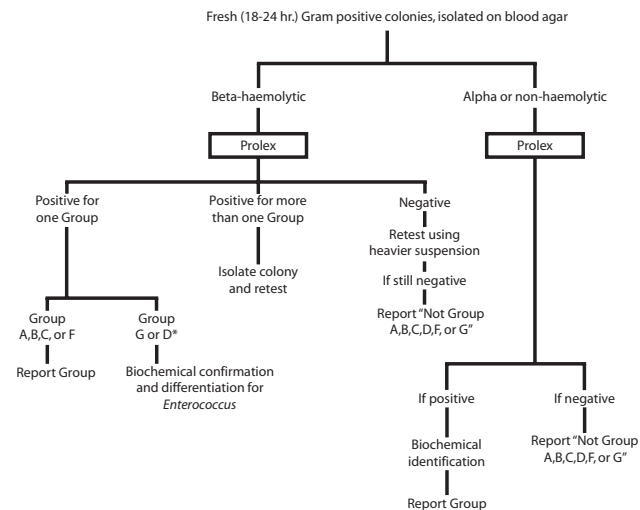 Fresh (18-24 hr.) Gram positive colonies, isolated on blood agar
Beta-haemolytic
Alpha or non-haemolytic
Prolex
Prolex
Positive for
one Group
Positive for more
than one Group
Negative
Retest using
heavier suspension
If still negative
Report “Not Group
A,B,C,D,F, or G”
Isolate colony
and retest
Group
A,B,C, or F
Report Group
Group
G or D*
Biochemical confirmation
and differentiation for
Enterococcus
If positive
Biochemical
identification
Report Group
If negative
Report “Not Group
A,B,C,D,F, or G”